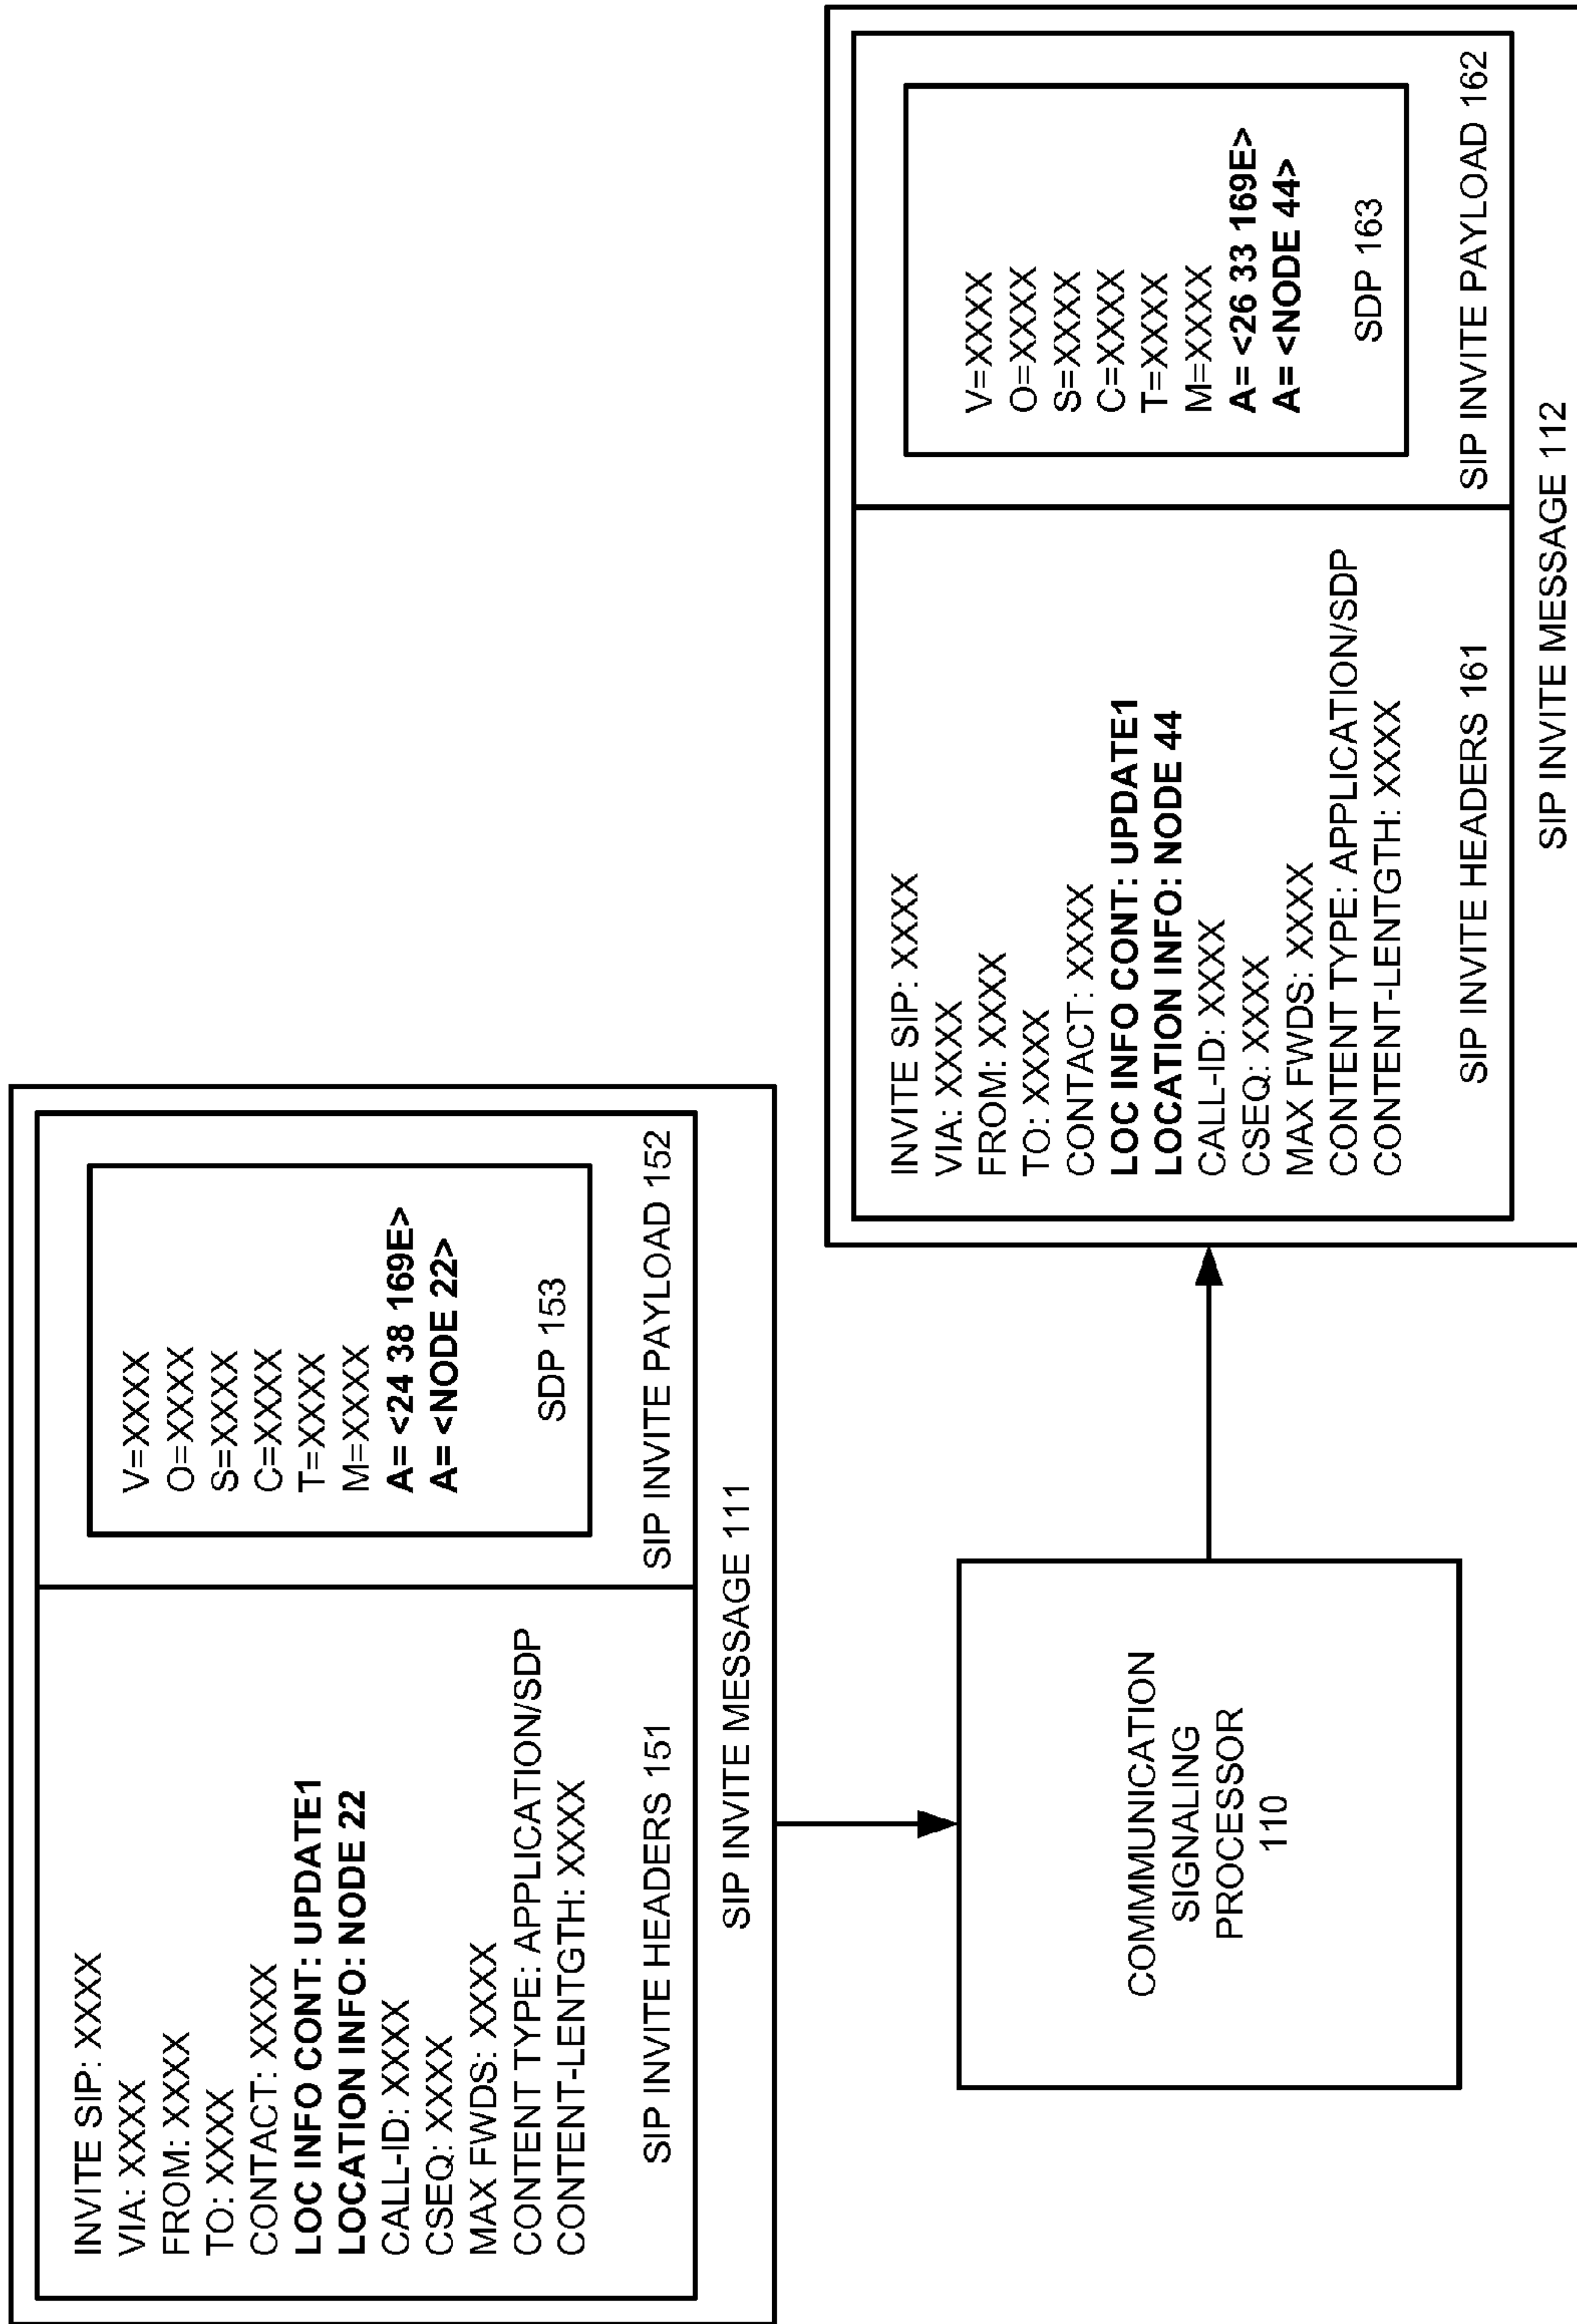 INVITE SIP: XXXX
VIA: XXXX
FROM: XXXX
TO: XXXX
CONTACT: XXXX
LOC INFO CONT: UPDATE1
LOCATION INFO: NODE 22
CALL-ID: XXXX
CSEQ: XXXX
MAX FWDS: XXXX
CONTENT TYPE: APPLICATION/SDP
CONTENT-LENTGTH: XXXX
SIP INVITE HEADERS 151
V=XXXX
O=XXXX
S=XXXX
C=XXXX
T=XXXX
M=XXXX
A= <24 38 169E>
A= <NODE 22>
SDP 153
SIP INVITE PAYLOAD 152
SIP INVITE MESSAGE 111
COMMMUNICATION
SIGNALING
PROCESSOR
110
INVITE SIP: XXXX
VIA: XXXX
FROM: XXXX
TO: XXXX
CONTACT: XXXX
LOC INFO CONT: UPDATE1
LOCATION INFO: NODE 44
CALL-ID: XXXX
CSEQ: XXXX
MAX FWDS: XXXX
CONTENT TYPE: APPLICATION/SDP
CONTENT-LENTGTH: XXXX
SIP INVITE HEADERS 161
V=XXXX
O=XXXX
S=XXXX
C=XXXX
T=XXXX
M=XXXX
A= <26 33 169E>
A= <NODE 44>
SDP 163
SIP INVITE PAYLOAD 162
SIP INVITE MESSAGE 112